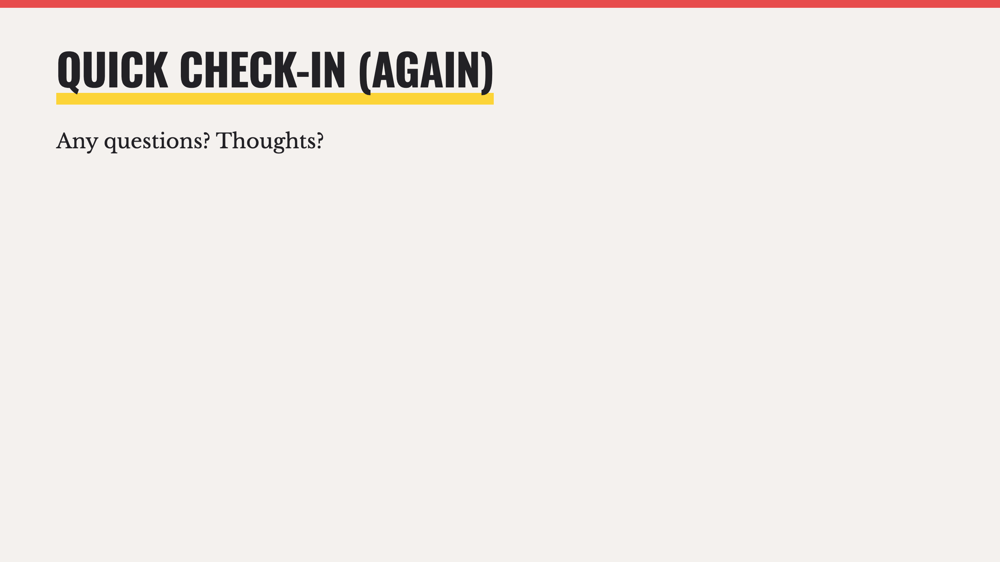 QUICK CHECK-IN (AGAIN)
Any questions? Thoughts?